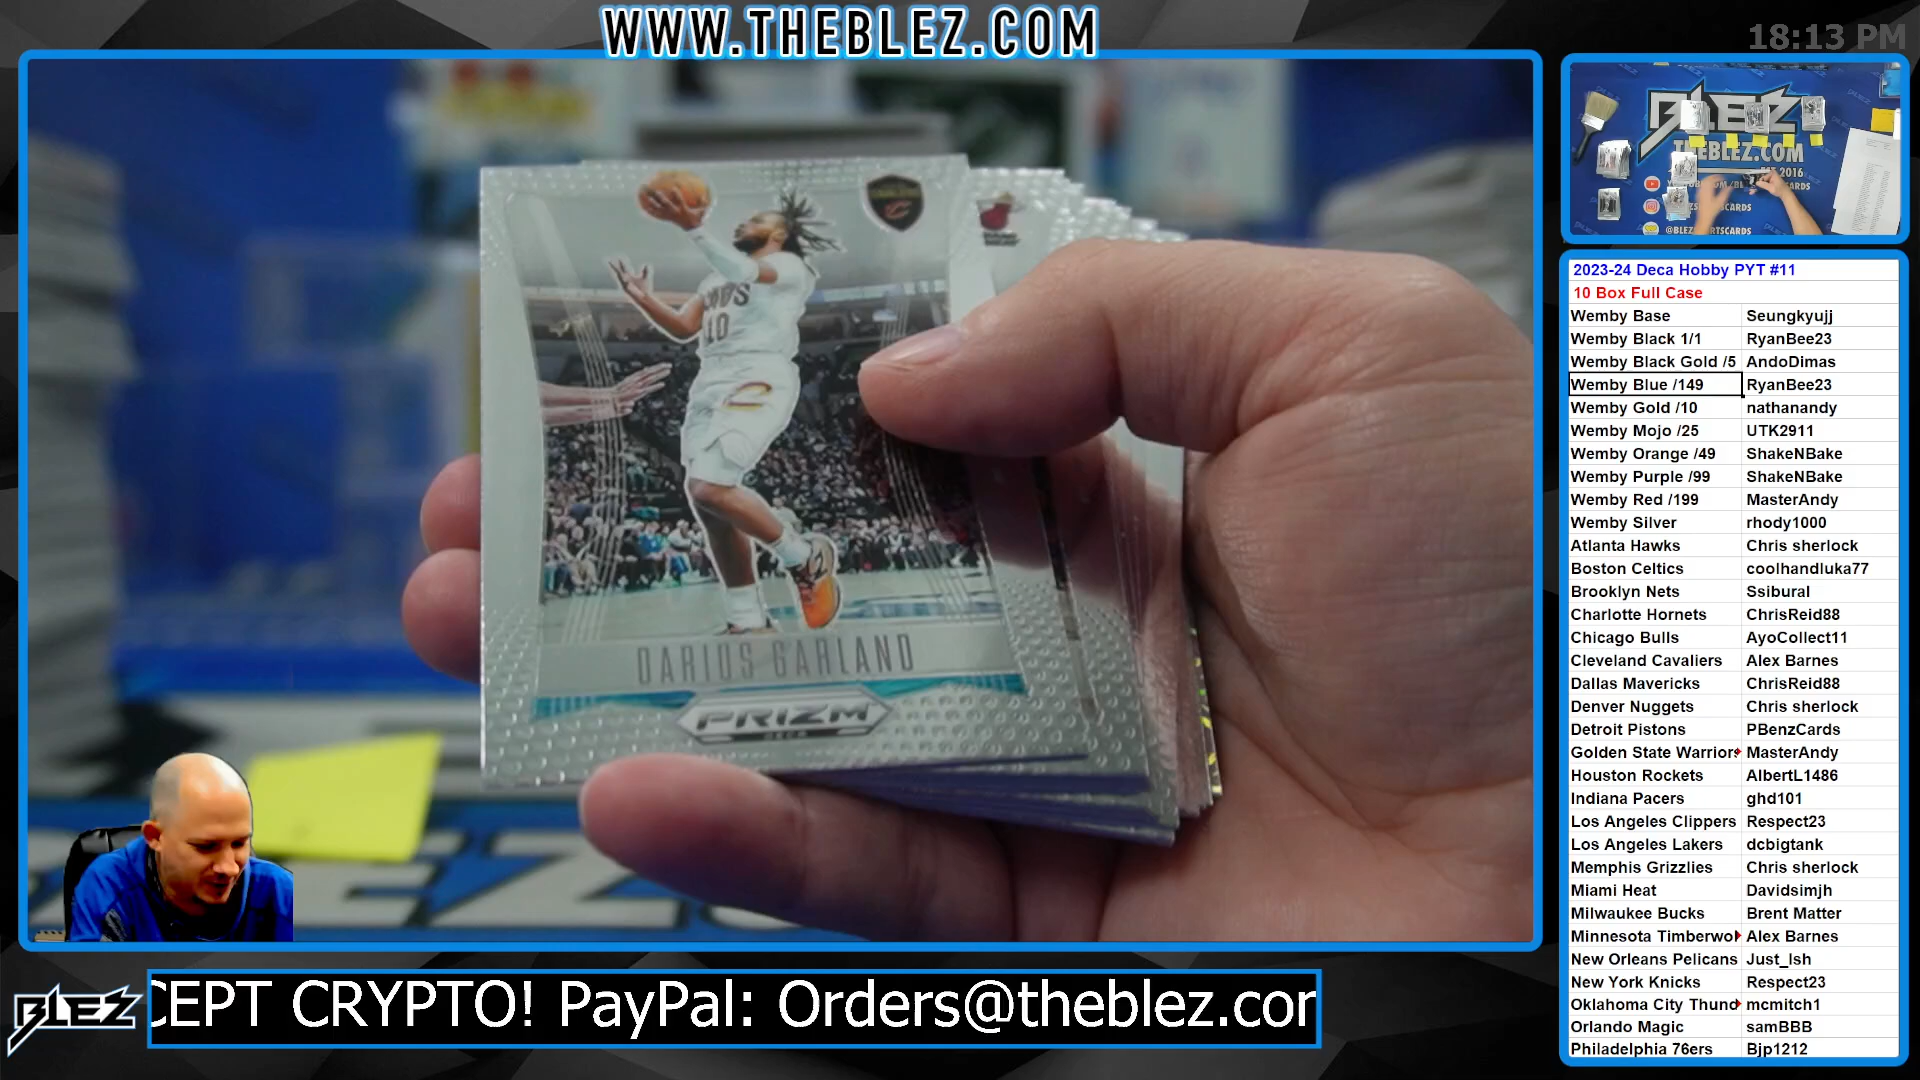 WWW.THEBLEZ.COM
18:13 PM
BLEZ
THEBLEZ.COM
10
DARIUS GARLAND
PRIZM
DECA
2023-24 Deca Hobby PYT #11
10 Box Full Case
Wemby Base Seungkyujj
Wemby Black 1/1 RyanBee23
Wemby Black Gold /5 AndoDimas
Wemby Blue /149 RyanBee23
Wemby Gold /10 nathanandy
Wemby Mojo /25 UTK2911
Wemby Orange /49 ShakeNBake
Wemby Purple /99 ShakeNBake
Wemby Red /199 MasterAndy
Wemby Silver rhody1000
Atlanta Hawks Chris sherlock
Boston Celtics coolhandluka77
Brooklyn Nets Ssibural
Charlotte Hornets ChrisReid88
Chicago Bulls AyoCollect11
Cleveland Cavaliers Alex Barnes
Dallas Mavericks ChrisReid88
Denver Nuggets Chris sherlock
Detroit Pistons PBenzCards
Golden State Warriors MasterAndy
Houston Rockets AlbertL1486
Indiana Pacers ghd101
Los Angeles Clippers Respect23
Los Angeles Lakers dcbigtank
Memphis Grizzlies Chris sherlock
Miami Heat Davidsimjh
Milwaukee Bucks Brent Matter
Minnesota Timberwol Alex Barnes
New Orleans Pelicans Just_Ish
New York Knicks Respect23
Oklahoma City Thund mcmitch1
Orlando Magic samBBB
Philadelphia 76ers Bjp1212
BLEZ
CEPT CRYPTO! PayPal: Orders@theblez.com